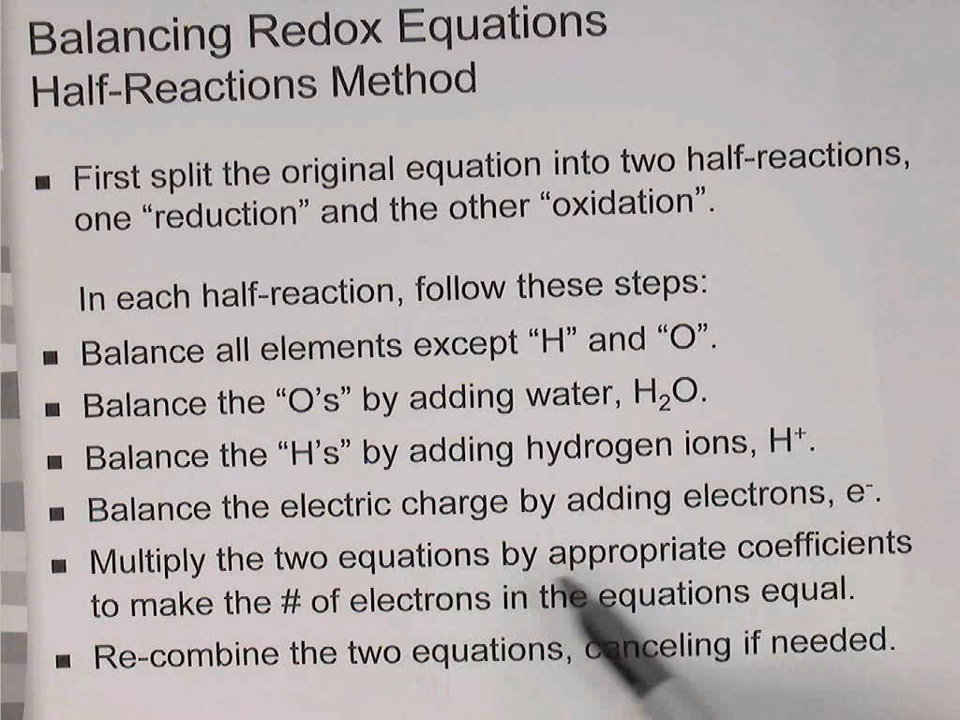 Balancing Redox Equations
Half-Reactions Method
▪ First split the original equation into two half-reactions,
one “reduction” and the other “oxidation”.
In each half-reaction, follow these steps:
▪ Balance all elements except “H” and “O”.
▪ Balance the “O’s” by adding water, H₂O.
▪ Balance the “H’s” by adding hydrogen ions, H⁺.
▪ Balance the electric charge by adding electrons, e⁻.
▪ Multiply the two equations by appropriate coefficients
to make the # of electrons in the equations equal.
▪ Re-combine the two equations, canceling if needed.